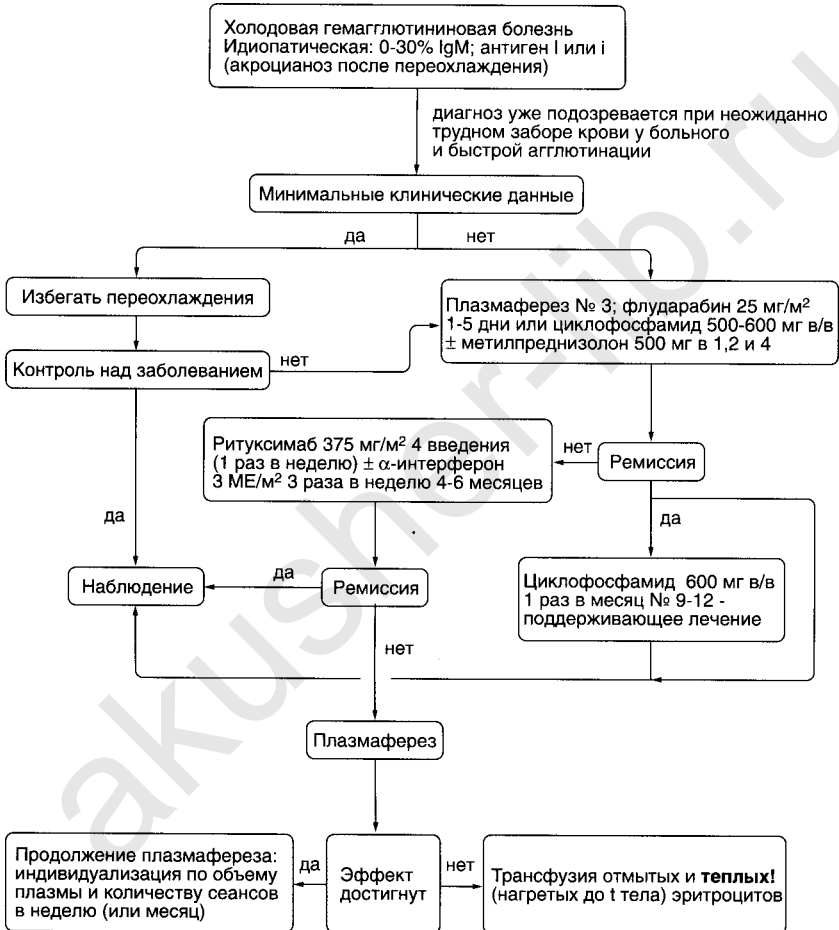 Холодовая гемагглютининовая болезнь
Идиопатическая: 0-30% IgM; антиген I или i
(акроцианоз после переохлаждения)
диагноз уже подозревается при неожиданно
трудном заборе крови у больного
и быстрой агглютинации
Минимальные клинические данные
да
нет
Избегать переохлаждения
Плазмаферез № 3; флударабин 25 мг/м²
1-5 дни или циклофосфамид 500-600 мг в/в
± метилпреднизолон 500 мг в 1,2 и 4
Контроль над заболеванием
нет
Ритуксимаб 375 мг/м² 4 введения
(1 раз в неделю) ± α-интерферон
3 МЕ/м² 3 раза в неделю 4-6 месяцев
нет
Ремиссия
да
да
Наблюдение
да
Ремиссия
Циклофосфамид 600 мг в/в
1 раз в месяц № 9-12 -
поддерживающее лечение
нет
Плазмаферез
Продолжение плазмафереза:
индивидуализация по объему
плазмы и количеству сеансов
в неделю (или месяц)
да
Эффект
достигнут
нет
Трансфузия отмытых и теплых!
(нагретых до t тела) эритроцитов
akusher-lib.ru